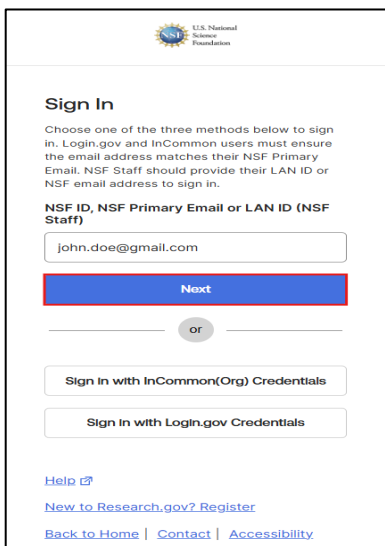 NSF
U.S. National
Science
Foundation
Sign In
Choose one of the three methods below to sign
in. Login.gov and InCommon users must ensure
the email address matches their NSF Primary
Email. NSF Staff should provide their LAN ID or
NSF email address to sign in.
NSF ID, NSF Primary Email or LAN ID (NSF
Staff)
john.doe@gmail.com
Next
or
Sign in with InCommon(Org) Credentials
Sign in with Login.gov Credentials
Help
New to Research.gov? Register
Back to Home | Contact | Accessibility